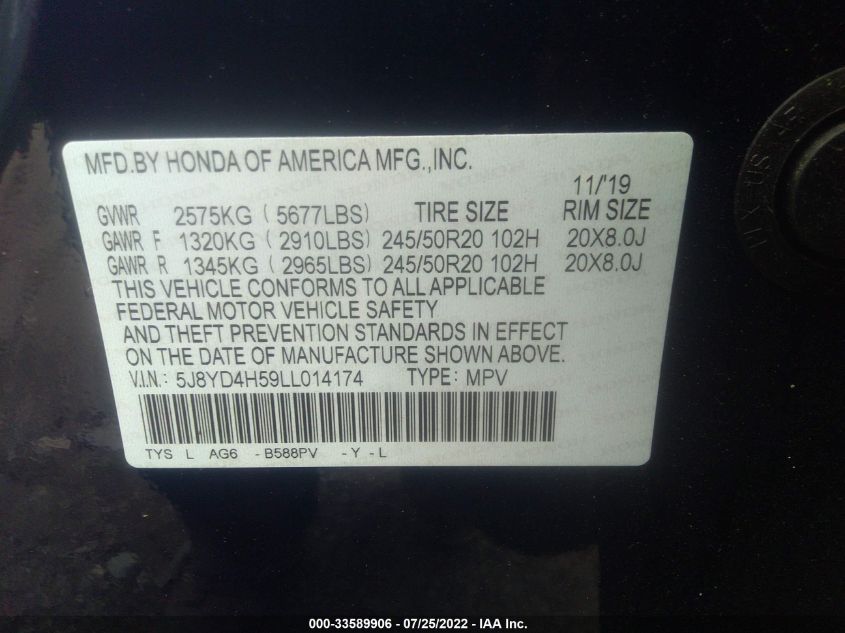 MFD.BY HONDA OF AMERICA MFG.,INC.
11/'19
GVWR 2575KG ( 5677LBS) TIRE SIZE RIM SIZE
GAWR F 1320KG ( 2910LBS) 245/50R20 102H 20X8.0J
GAWR R 1345KG ( 2965LBS) 245/50R20 102H 20X8.0J
THIS VEHICLE CONFORMS TO ALL APPLICABLE
FEDERAL MOTOR VEHICLE SAFETY
AND THEFT PREVENTION STANDARDS IN EFFECT
ON THE DATE OF MANUFACTURE SHOWN ABOVE.
V.I.N.: 5J8YD4H59LL014174 TYPE: MPV
TYS L AG6 -B588PV -Y -L
000-33589906 - 07/25/2022 - IAA Inc.